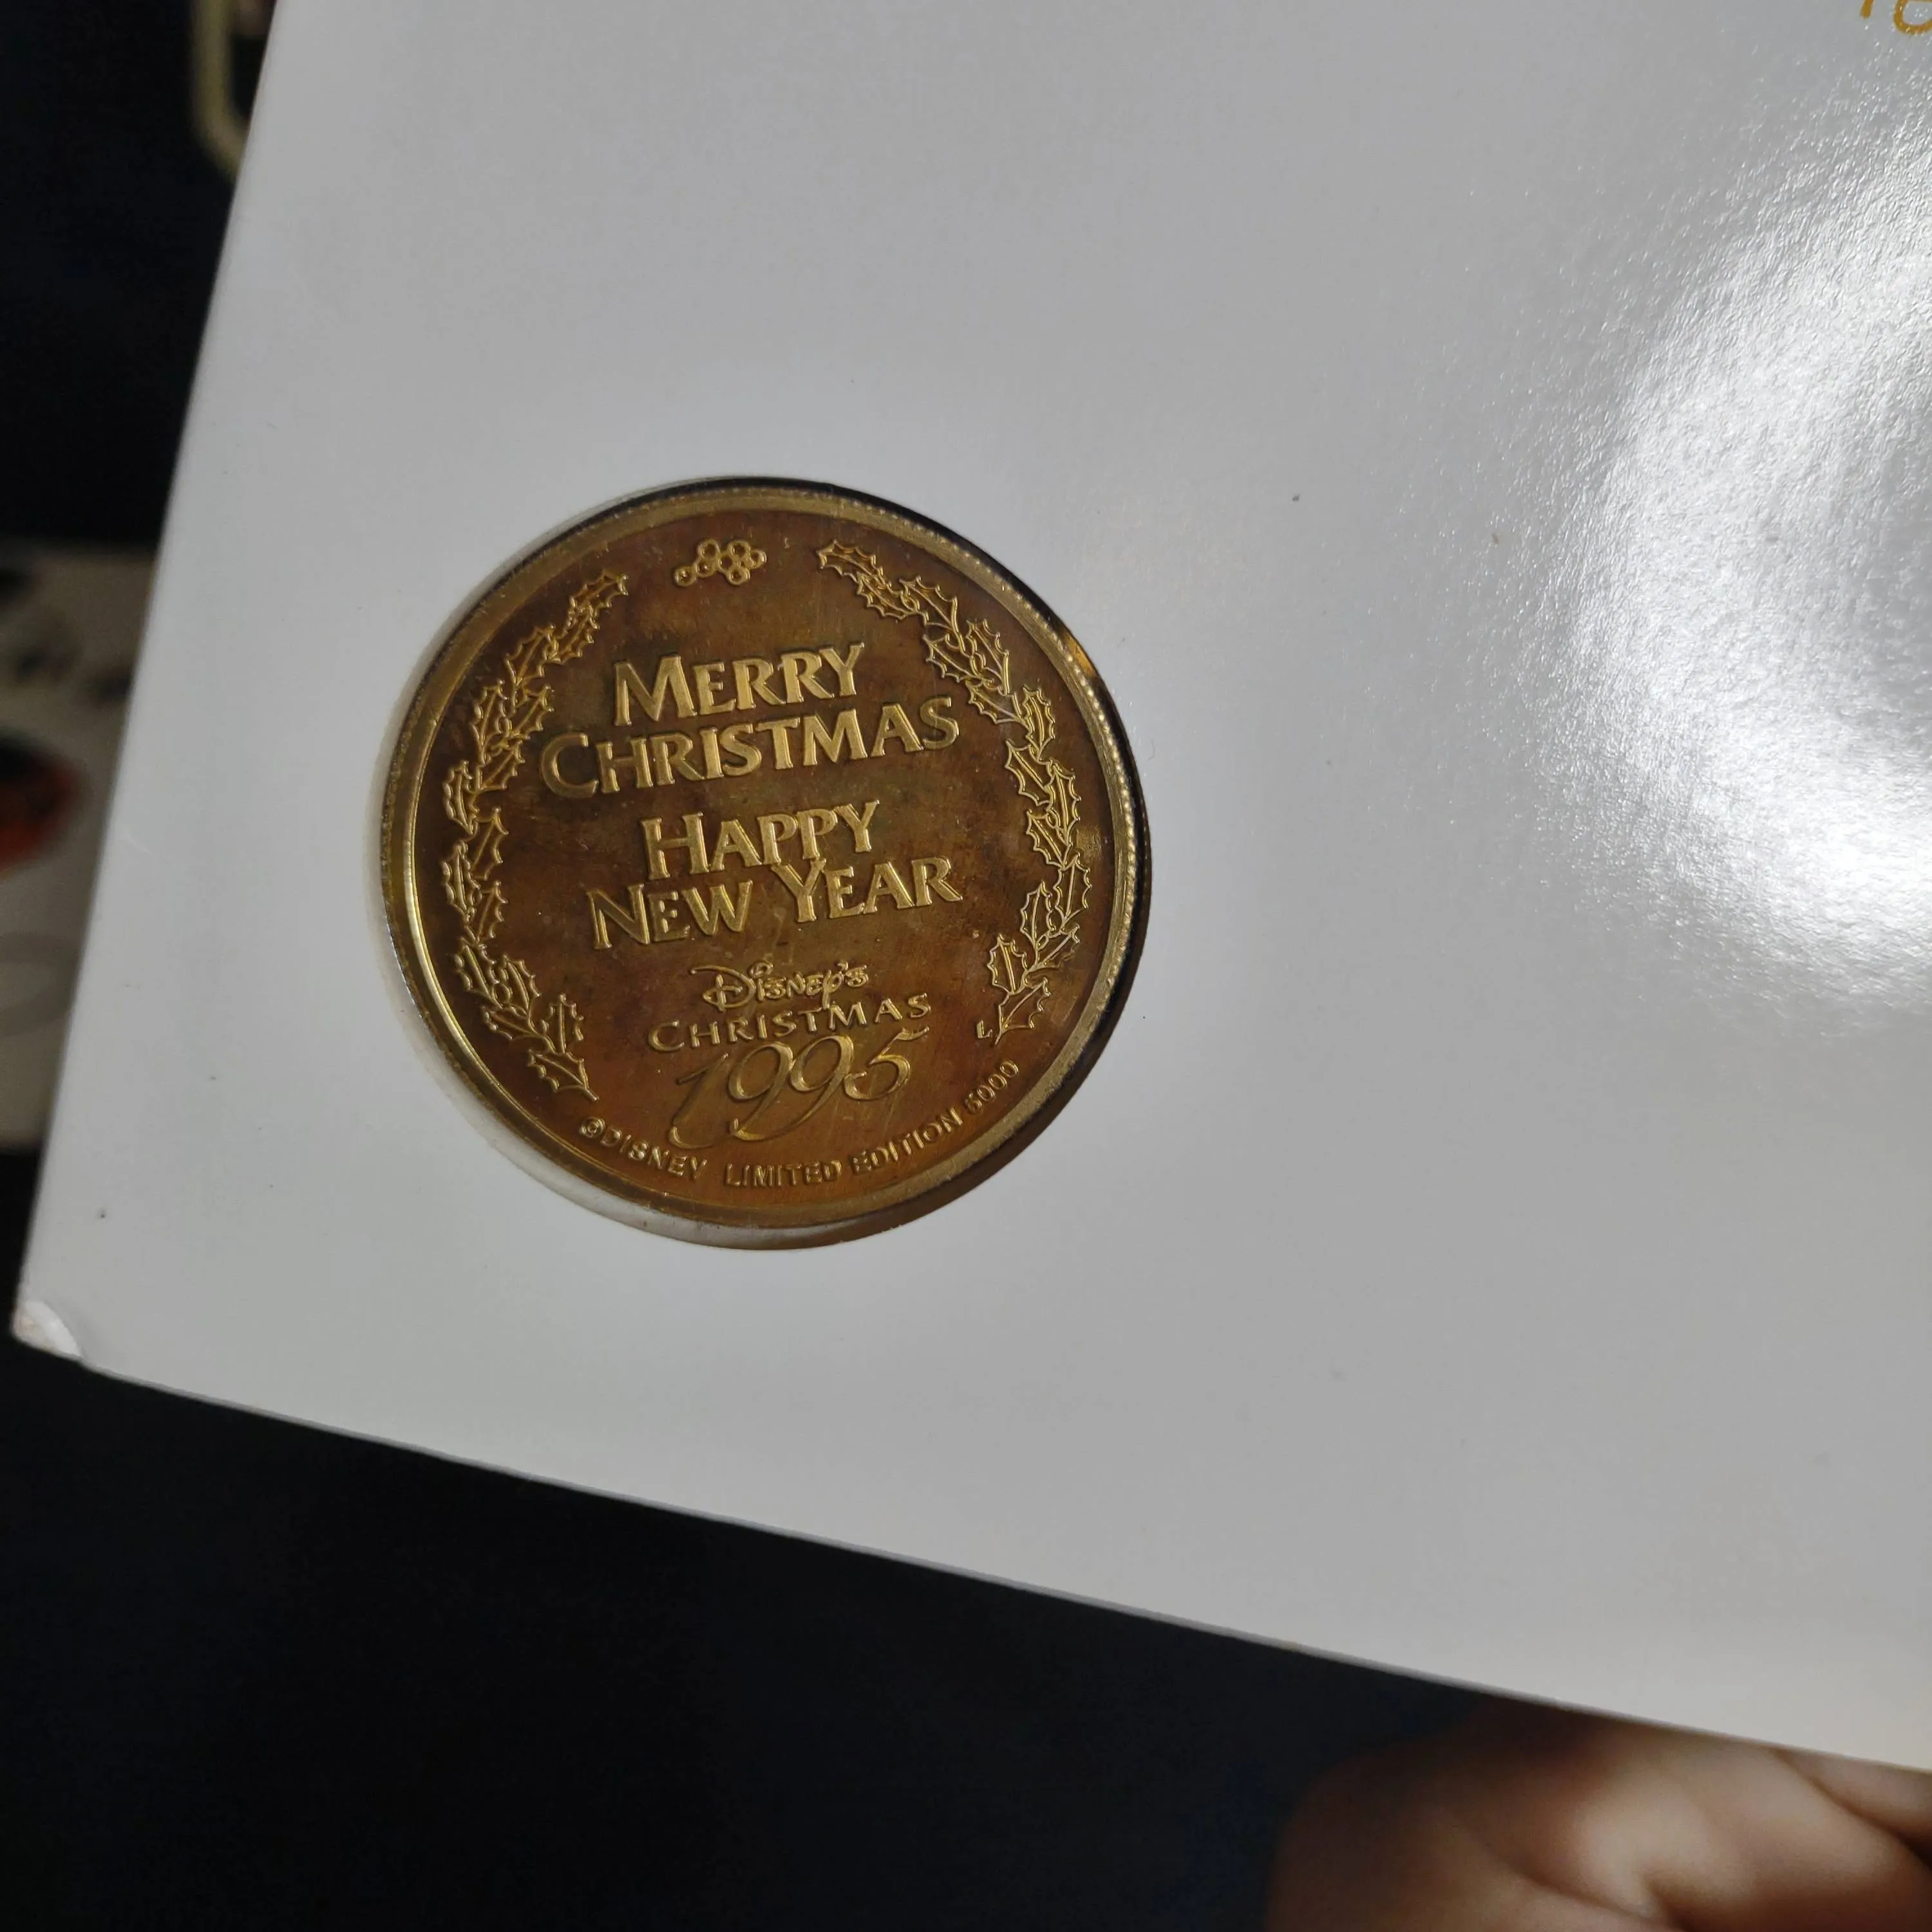 MERRY
CHRISTMAS
HAPPY
NEW YEAR
Disney's
CHRISTMAS
1995
©DISNEY LIMITED EDITION 5000